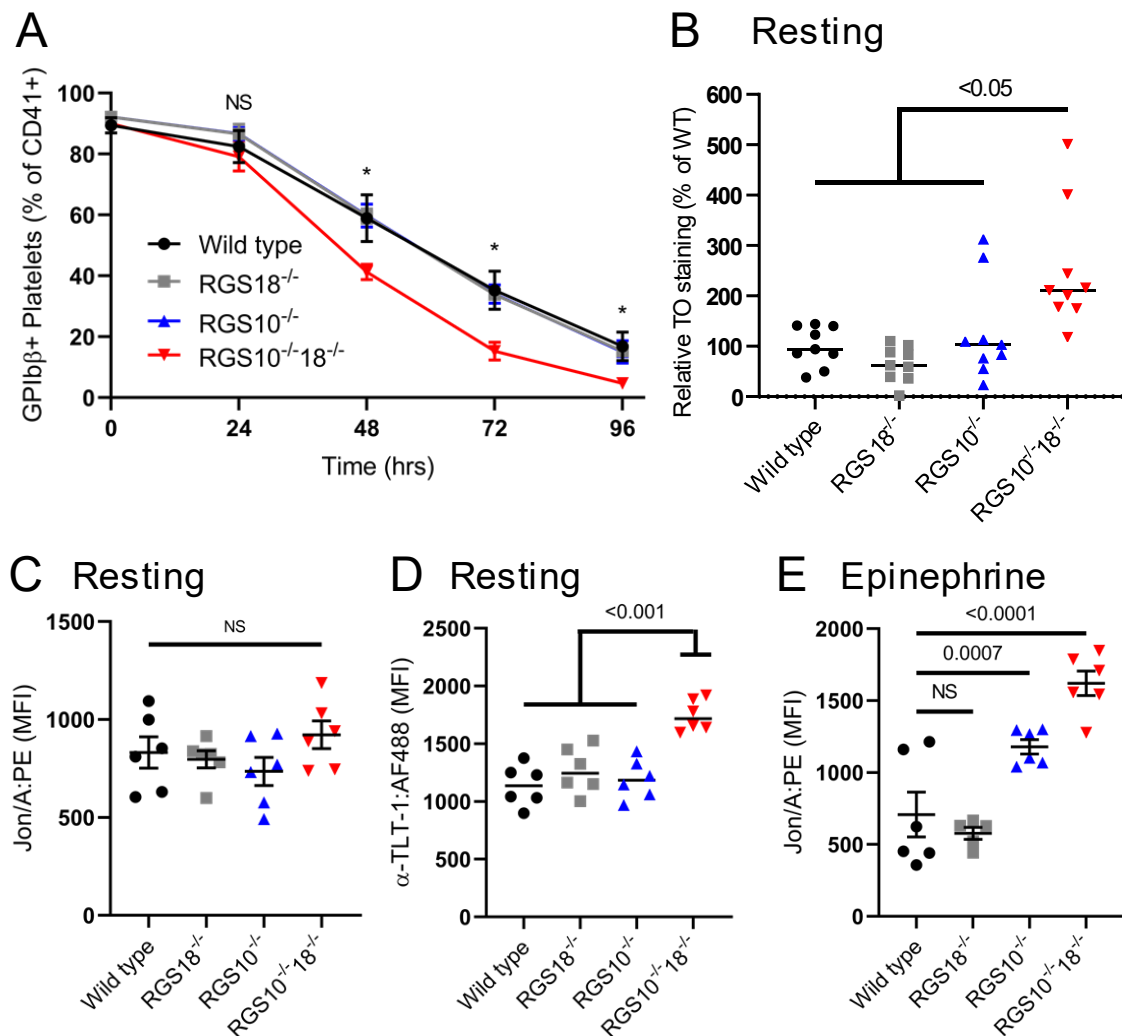 A
GPIbβ+ Platelets (% of CD41+)
100
80
60
40
20
0
NS
*
*
*
Wild type
RGS18-/-
RGS10-/-
RGS10-/-18-/-
0 24 48 72 96
Time (hrs)
B Resting
<0.05
Relative TO staining (% of WT)
600
500
400
300
200
100
0
Wild type
RGS18-/-
RGS10-/-
RGS10-/-18-/-
C Resting
NS
Jon/A:PE (MFI)
1500
1000
500
0
Wild type
RGS18-/-
RGS10-/-
RGS10-/-18-/-
D Resting
<0.001
α-TLT-1:AF488 (MFI)
2500
2000
1500
1000
500
0
Wild type
RGS18-/-
RGS10-/-
RGS10-/-18-/-
E Epinephrine
<0.0001
0.0007
NS
Jon/A:PE (MFI)
2000
1500
1000
500
0
Wild type
RGS18-/-
RGS10-/-
RGS10-/-18-/-